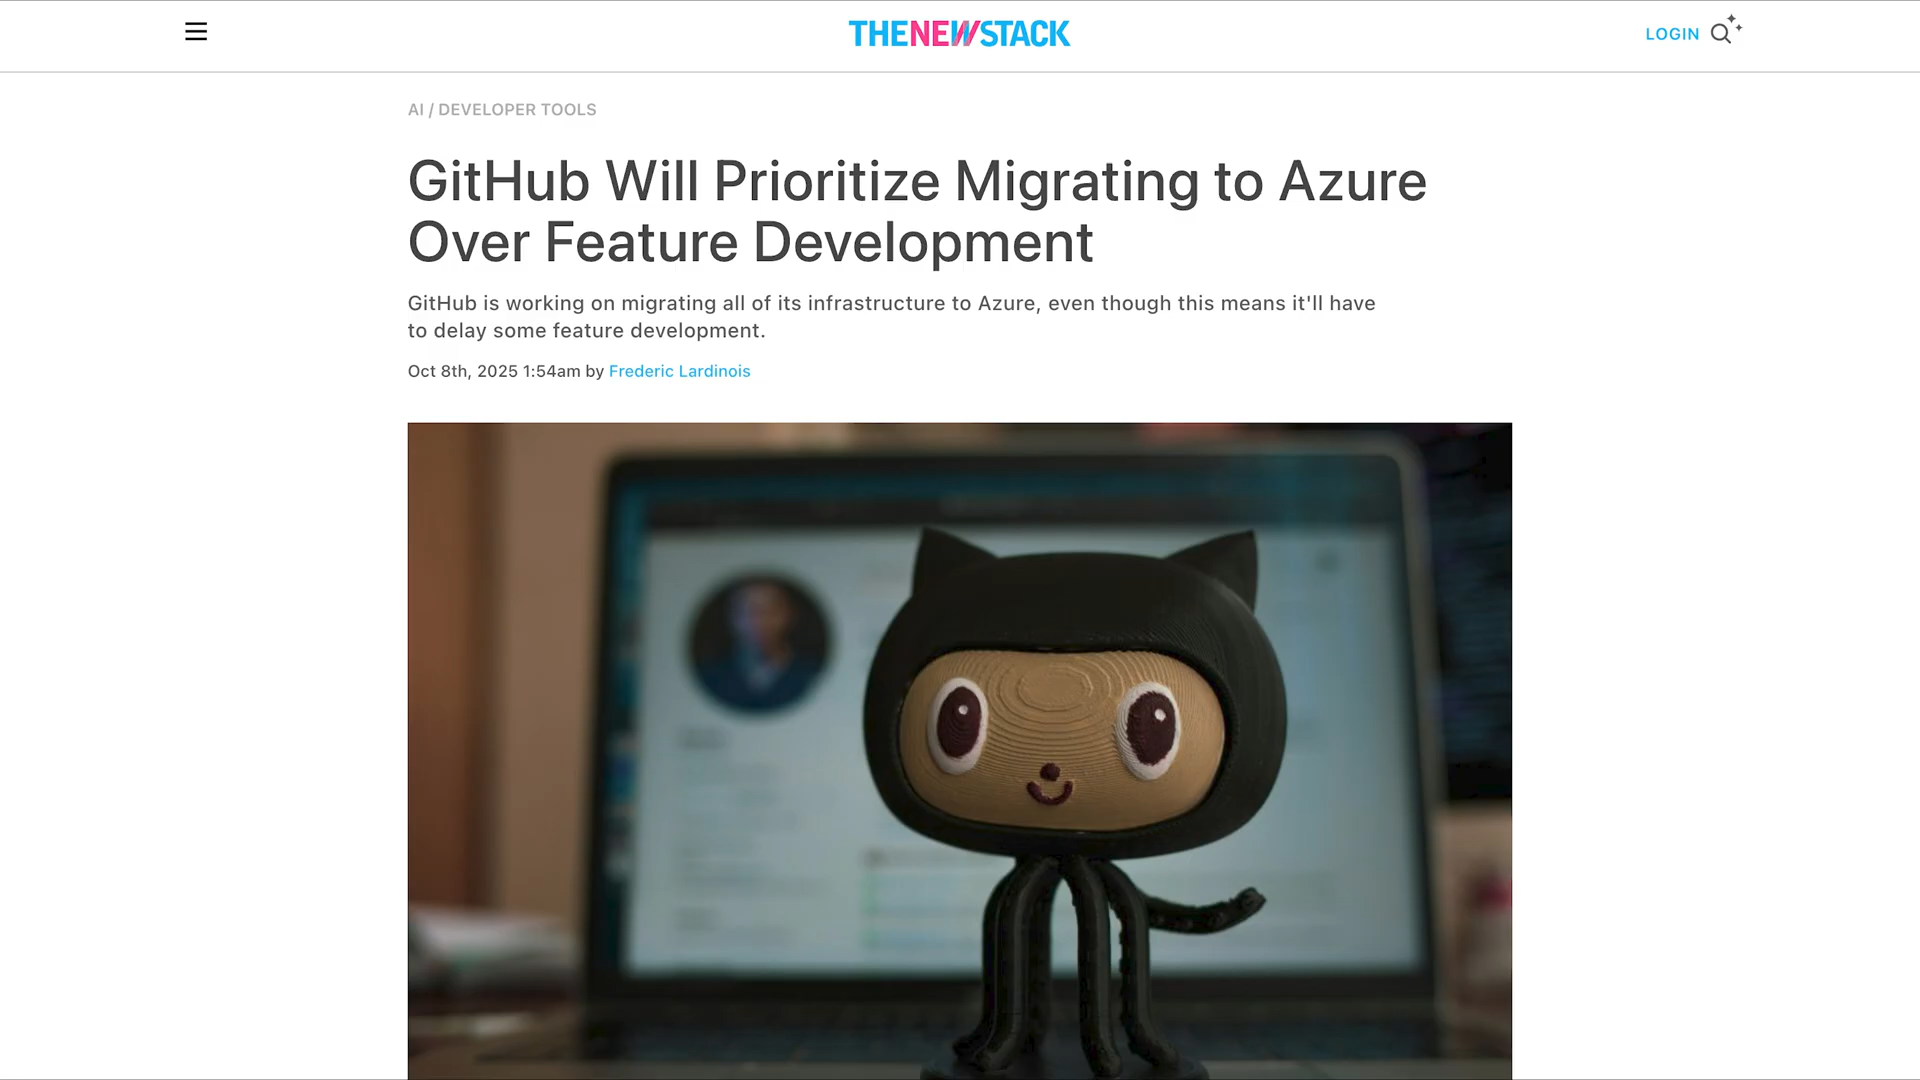 THENEWSTACK
LOGIN
AI / DEVELOPER TOOLS
GitHub Will Prioritize Migrating to Azure
Over Feature Development
GitHub is working on migrating all of its infrastructure to Azure, even though this means it'll have
to delay some feature development.
Oct 8th, 2025 1:54am by Frederic Lardinois